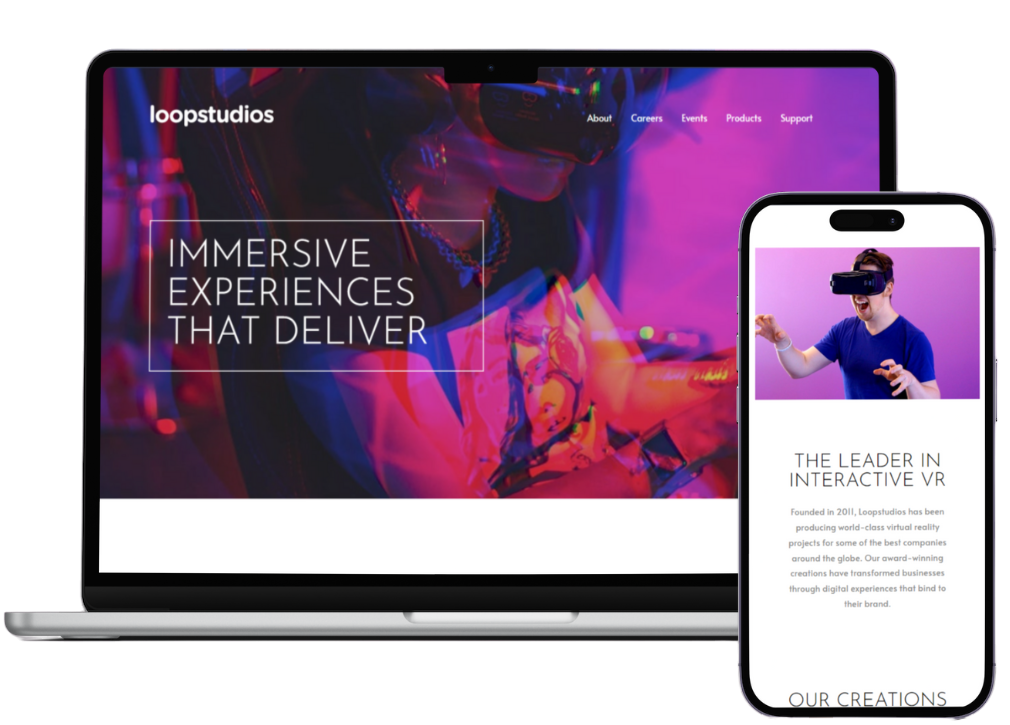 loopstudios
About Careers Events Products Support
IMMERSIVE
EXPERIENCES
THAT DELIVER
THE LEADER IN
INTERACTIVE VR
Founded in 2011, Loopstudios has been
producing world-class virtual reality
projects for some of the best companies
around the globe. Our award-winning
creations have transformed businesses
through digital experiences that bind to
their brand.
OUR CREATIONS